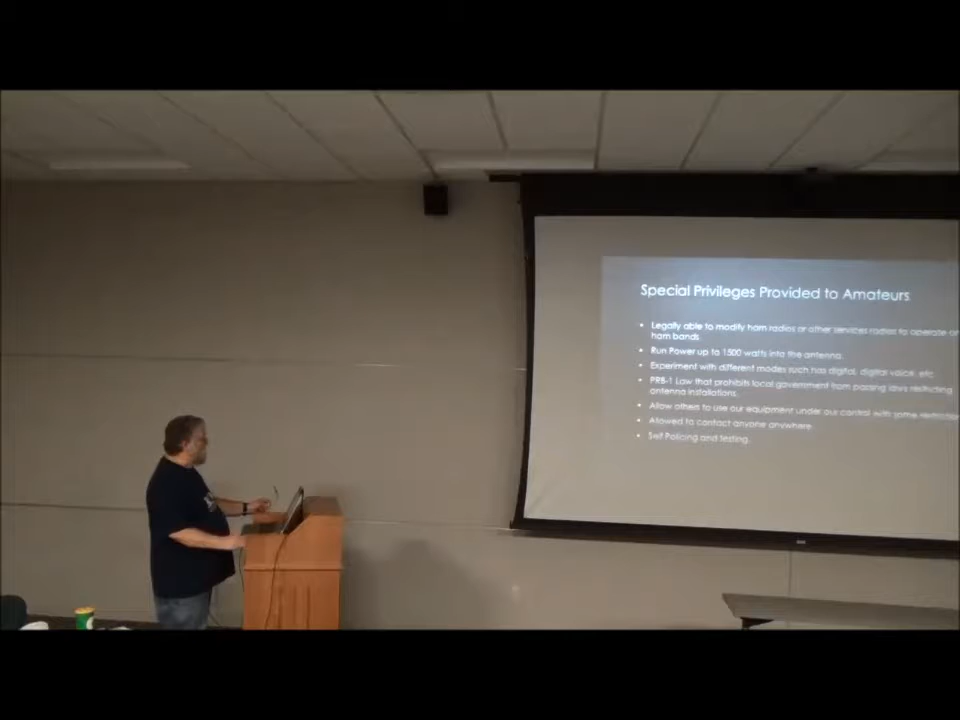 Special Privileges Provided to Amateurs
• Legally able to modify ham radios or other services radios to operate on
ham bands
• Run Power up to 1500 watts into the antenna.
• Experiment with different modes such has digital, digital voice, etc.
• PRB-1 Law that prohibits local government from passing laws restricting
antenna installations.
• Allow others to use our equipment under our control with some
• Allowed to contact anyone anywhere.
• Self Policing and testing.